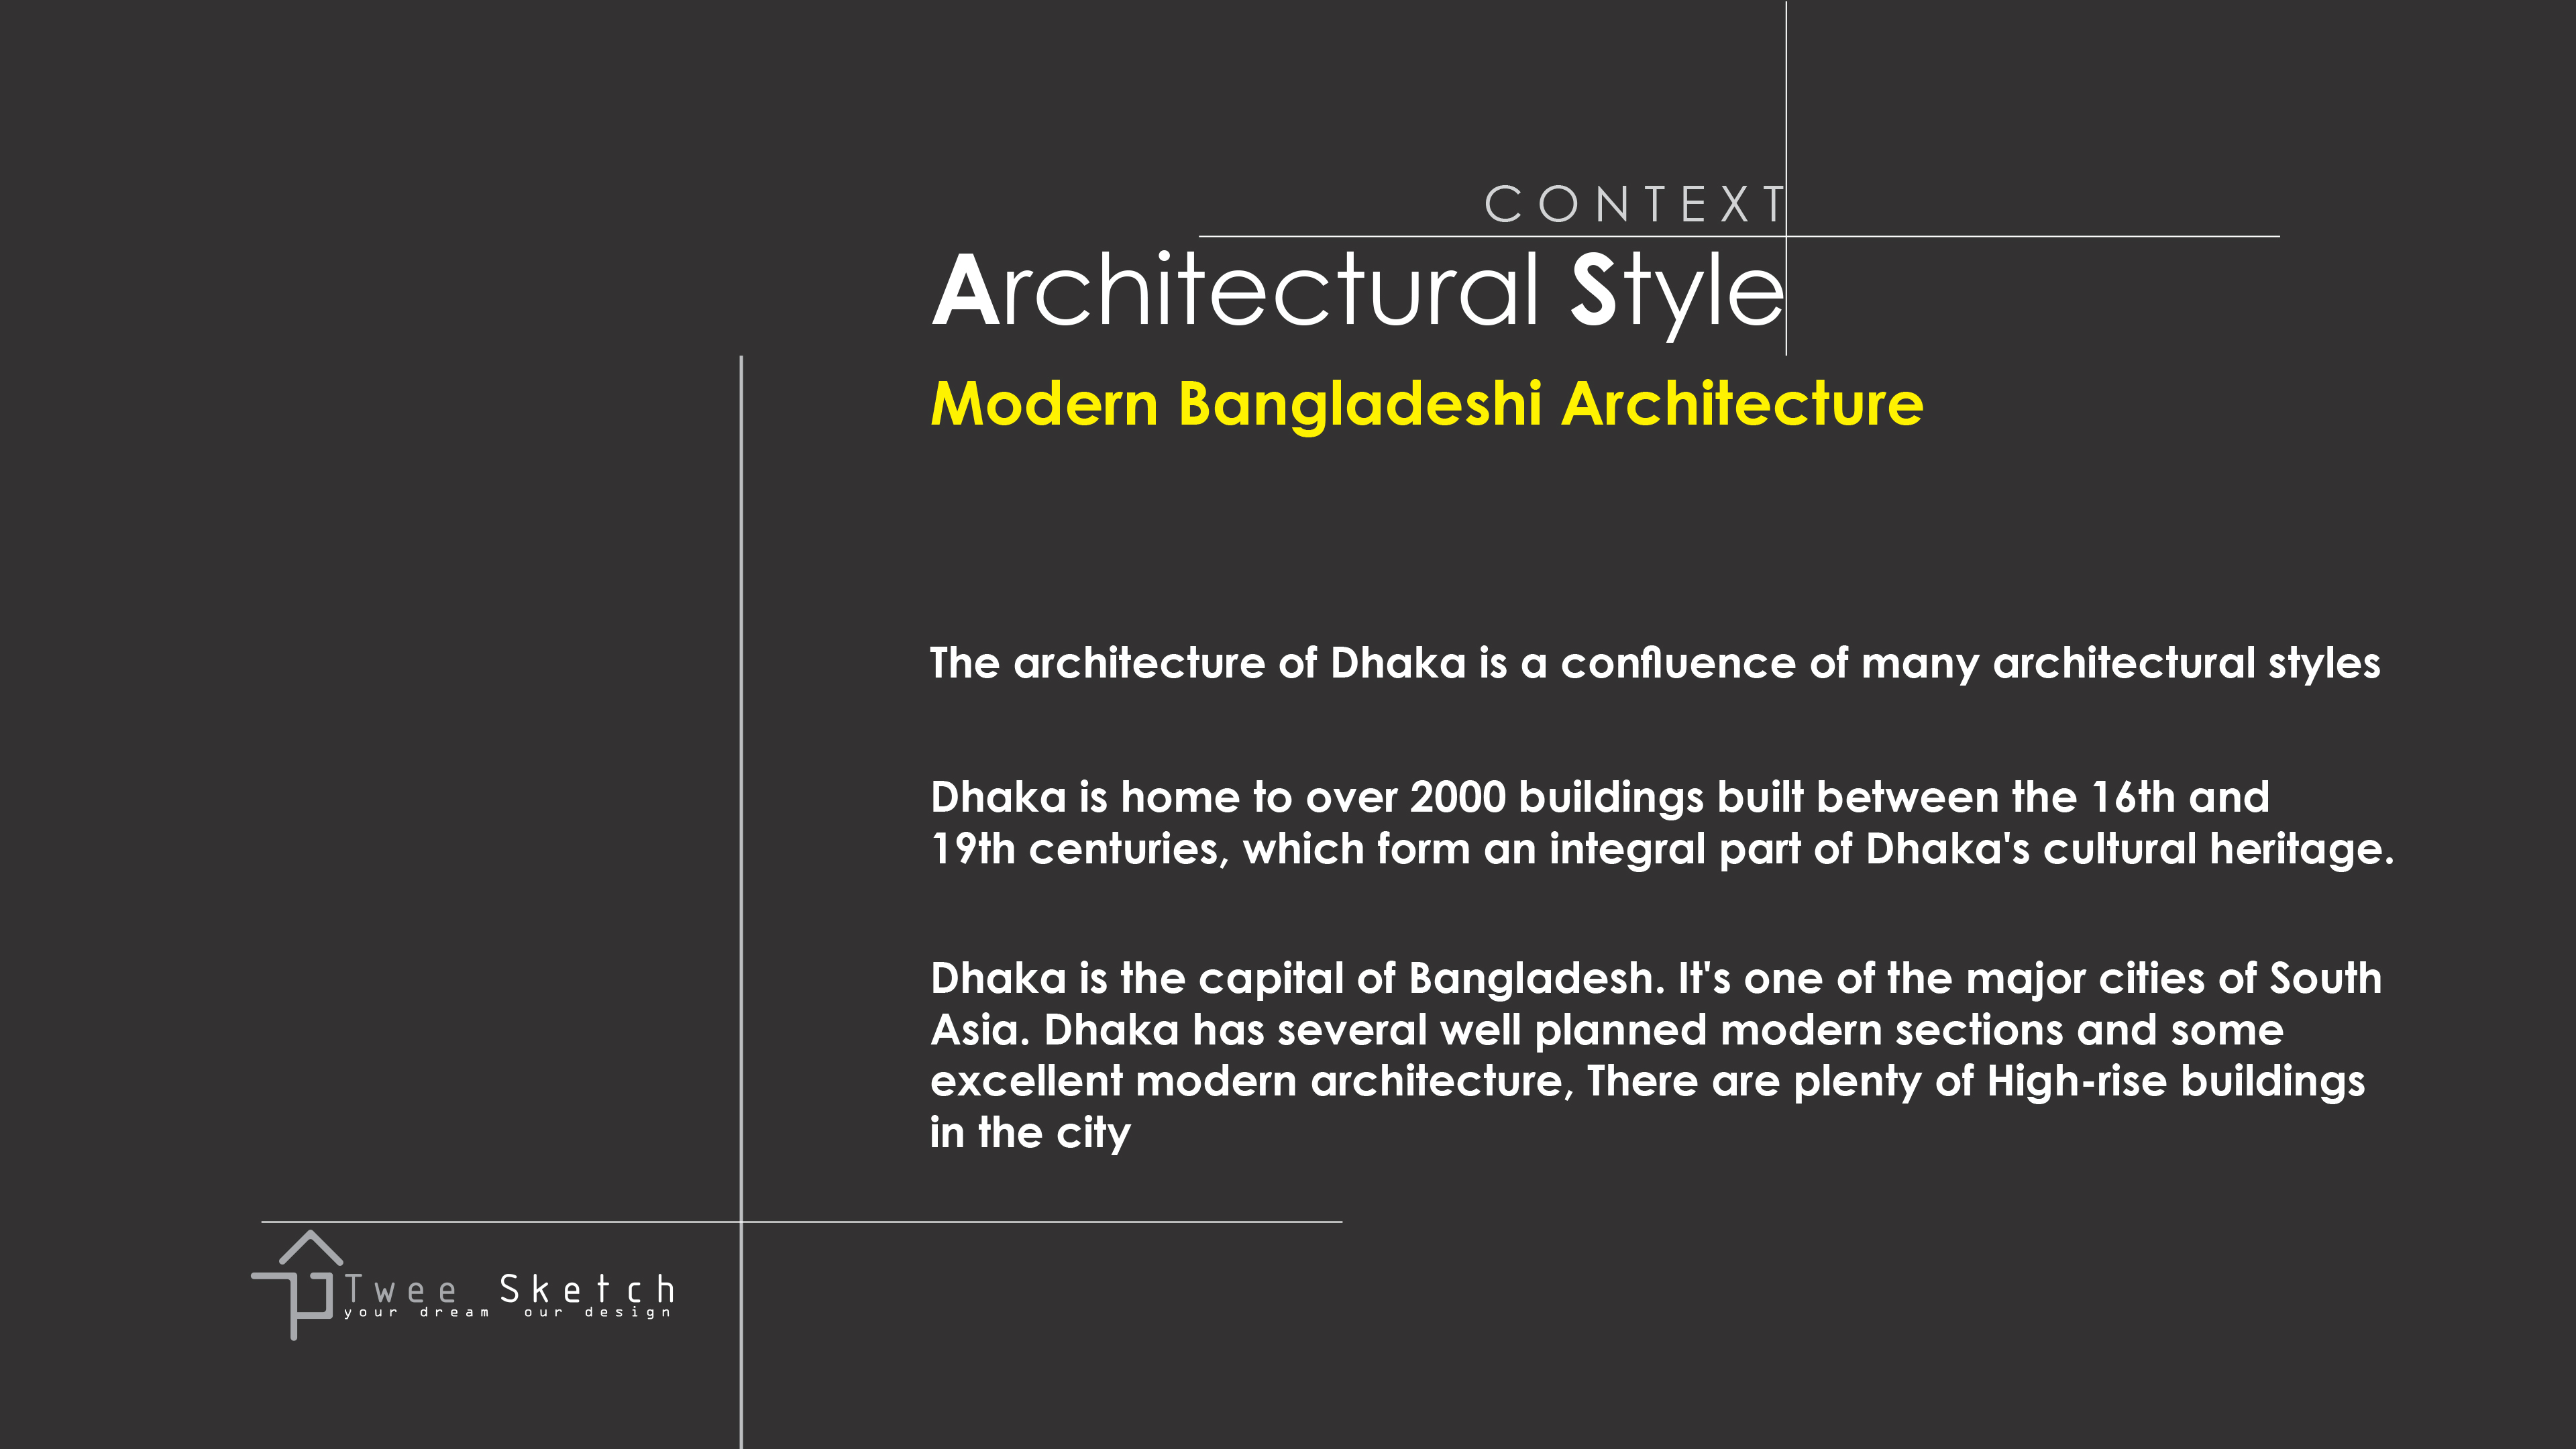 CONTEXT
Architectural Style
Modern Bangladeshi Architecture
The architecture of Dhaka is a confluence of many architectural styles
Dhaka is home to over 2000 buildings built between the 16th and
19th centuries, which form an integral part of Dhaka's cultural heritage.
Dhaka is the capital of Bangladesh. It's one of the major cities of South
Asia. Dhaka has several well planned modern sections and some
excellent modern architecture, There are plenty of High-rise buildings
in the city
Twee Sketch
your dream our design